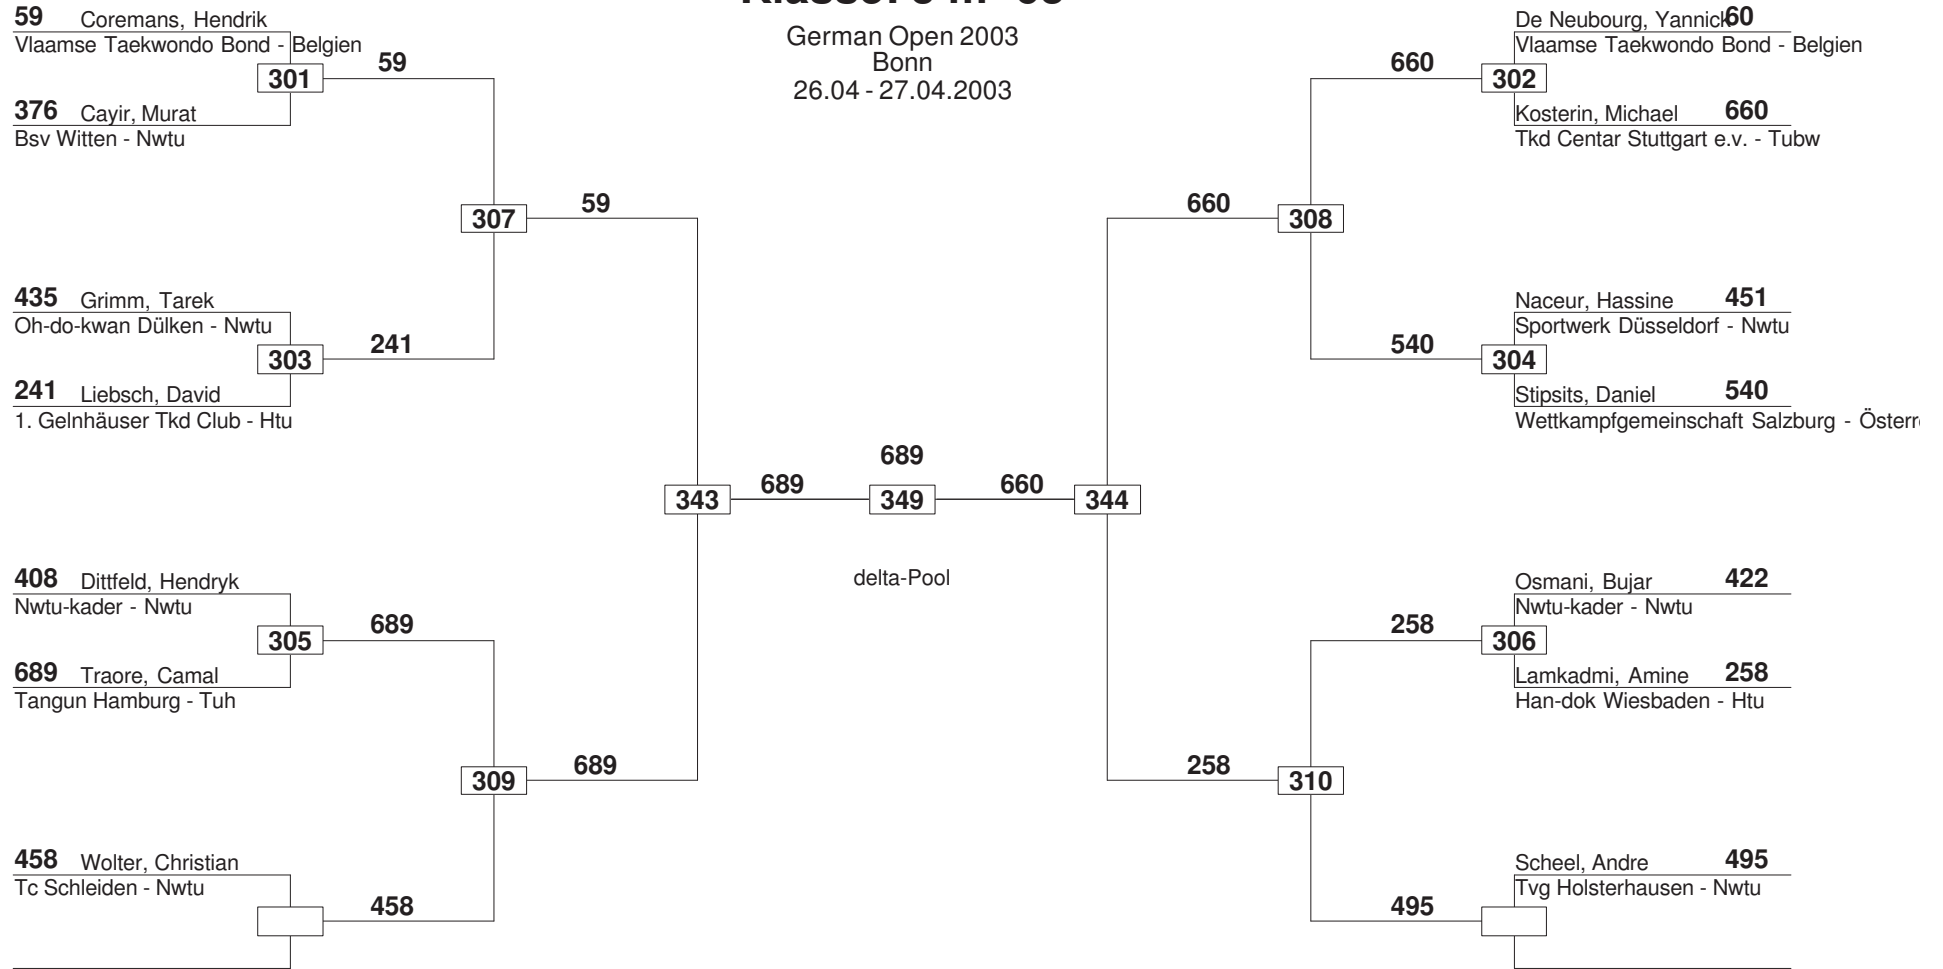 German Open 2003
Bonn
26.04 - 27.04.2003
59 Coremans, Hendrik
Vlaamse Taekwondo Bond - Belgien
301
59
376 Cayir, Murat
Bsv Witten - Nwtu
307
59
435 Grimm, Tarek
Oh-do-kwan Dülken - Nwtu
303
241
241 Liebsch, David
1. Gelnhäuser Tkd Club - Htu
343
689
408 Dittfeld, Hendryk
Nwtu-kader - Nwtu
305
689
689 Traore, Camal
Tangun Hamburg - Tuh
309
689
458 Wolter, Christian
Tc Schleiden - Nwtu
458
689
349
delta-Pool
De Neubourg, Yannick 60
Vlaamse Taekwondo Bond - Belgien
660
302
Kosterin, Michael 660
Tkd Centar Stuttgart e.v. - Tubw
660
308
Naceur, Hassine 451
Sportwerk Düsseldorf - Nwtu
540
304
Stipsits, Daniel 540
Wettkampfgemeinschaft Salzburg -
660
344
Osmani, Bujar 422
Nwtu-kader - Nwtu
258
306
Lamkadmi, Amine 258
Han-dok Wiesbaden - Htu
258
310
Scheel, Andre 495
Tvg Holsterhausen - Nwtu
495